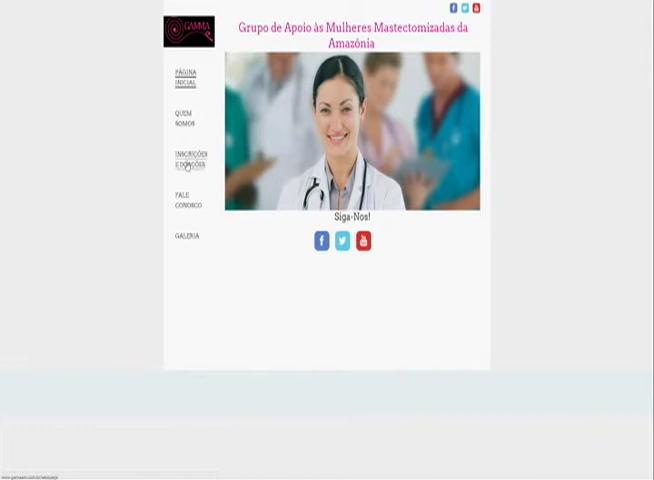 GAMMA
Grupo de Apoio às Mulheres Mastectomizadas da
Amazônia
PÁGINA
INICIAL
QUEM
SOMOS
INSCRIÇÕES
E DOAÇÕES
FALE
CONOSCO
GALERIA
Siga-Nos!